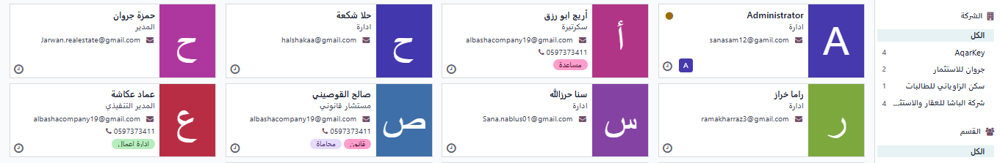 الشركة
الكل
AqarKey 4
جروان للاستثمار 2
سكن الزاوياني للطالبات 1
شركة الباشا للعقار والاستثـ... 4
القسم
الكل
A
Administrator
ادارة
sanasam12@gamil.com
A
أ
أريج ابو رزق
سكرتيرة
albashacompany19@gmail.com
0597373411
مساعدة
ح
حلا شكعة
ادارة
halshakaa@gmail.com
ح
حمزة جروان
المدير
Jarwan.realestate@gmail.com
ر
راما خراز
ادارة
ramakharraz3@gmail.com
س
سنا حرزالله
ادارة
Sana.nablus01@gmail.com
ص
صالح القوصيني
مستشار قانوني
albashacompany19@gmail.com
0597373411
قانون محاماة
ع
عماد عكاشة
المدير التنفيذي
albashacompany19@gmail.com
0597373411
ادارة اعمال